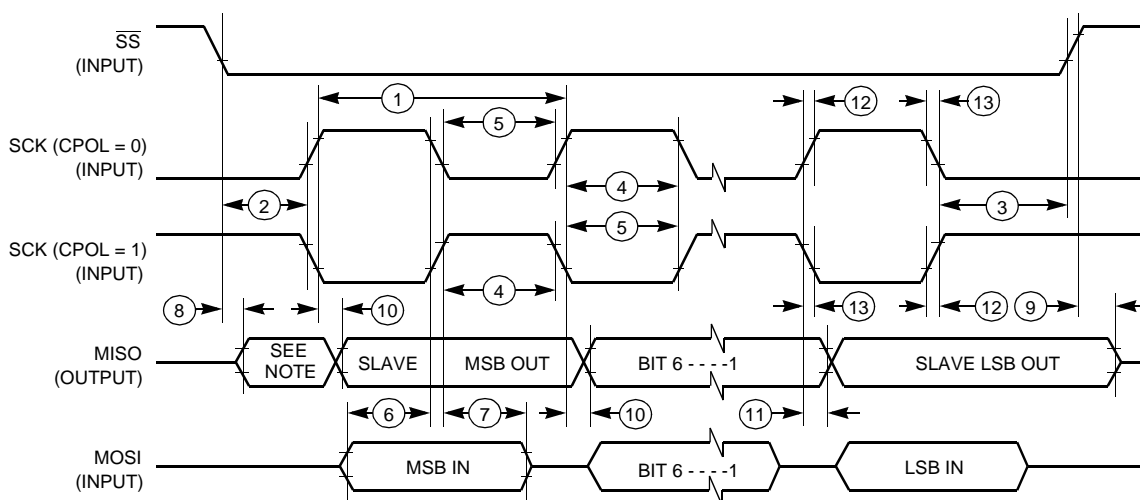 SS
(INPUT)
1
12
13
5
SCK (CPOL = 0)
(INPUT)
4
2
3
5
SCK (CPOL = 1)
(INPUT)
4
8
10
13
12
9
MISO
(OUTPUT)
SEE
NOTE
SLAVE
MSB OUT
BIT 6 - - - - 1
SLAVE LSB OUT
6
7
10
11
MOSI
(INPUT)
MSB IN
BIT 6 - - - - 1
LSB IN